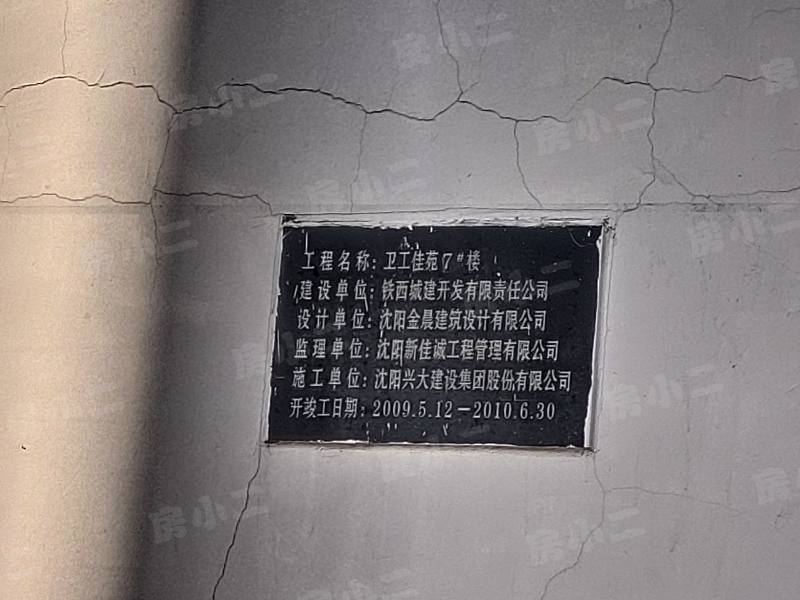 工程名称:卫工佳苑7#楼
建设单位:铁西城建开发有限责任公司
设计单位:沈阳金晨建筑设计有限公司
监理单位:沈阳新佳诚工程管理有限公司
施工单位:沈阳兴大建设集团股份有限公司
开竣工日期:2009.5.12-2010.6.30
房小二